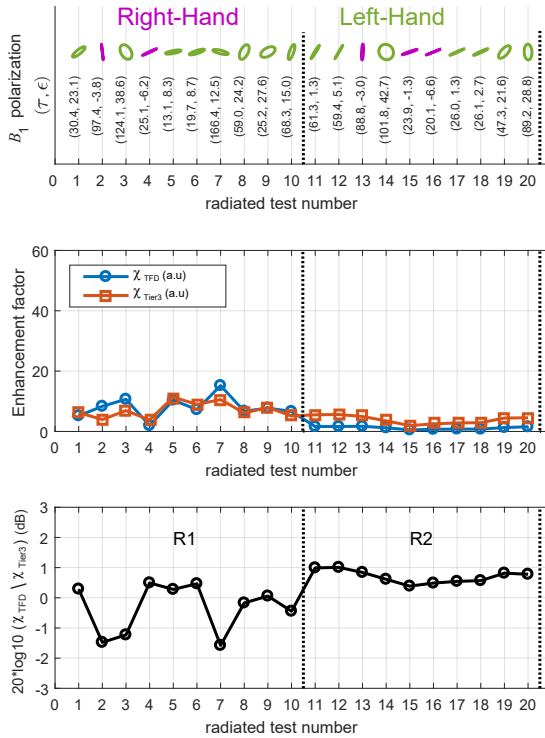 Right-Hand Left-Hand
B1 polarization
(τ, ϵ)
(30.4, 23.1)
(97.4, -3.8)
(124.1, 38.6)
(25.1, -6.2)
(13.1, 8.3)
(19.7, 8.7)
(166.4, 12.5)
(59.0, 24.2)
(25.2, 27.6)
(68.3, 15.0)
(61.3, 1.3)
(59.4, 5.1)
(88.8, -3.0)
(101.8, 42.7)
(23.9, -1.3)
(20.1, -6.6)
(26.0, 1.3)
(26.1, 2.7)
(47.3, 21.6)
(89.2, 28.8)
0 1 2 3 4 5 6 7 8 9 10 11 12 13 14 15 16 17 18 19 20
radiated test number
Enhancement factor
60
40
20
0
χ TFD (a.u)
χ Tier3 (a.u)
0 1 2 3 4 5 6 7 8 9 10 11 12 13 14 15 16 17 18 19 20
radiated test number
20*log10 (χ TFD \ χ Tier3) (dB)
3
2
1
0
-1
-2
-3
R1 R2
0 1 2 3 4 5 6 7 8 9 10 11 12 13 14 15 16 17 18 19 20
radiated test number